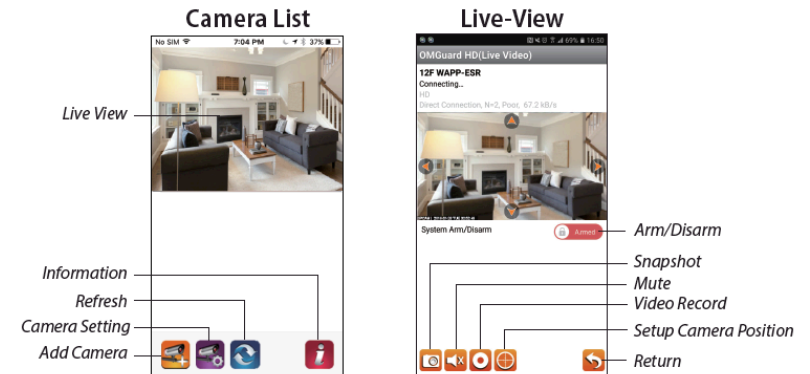 Camera List
Live-View
No SIM 7:04 PM 37%
69% 16:50
OMGuard HD(Live Video)
12F WAPP-ESR
Connecting..
HD
Direct Connection, N=2, Poor, 67.2 kB/s
Live View
System Arm/Disarm
Armed
Arm/Disarm
Snapshot
Mute
Video Record
Setup Camera Position
Return
Information
Refresh
Camera Setting
Add Camera